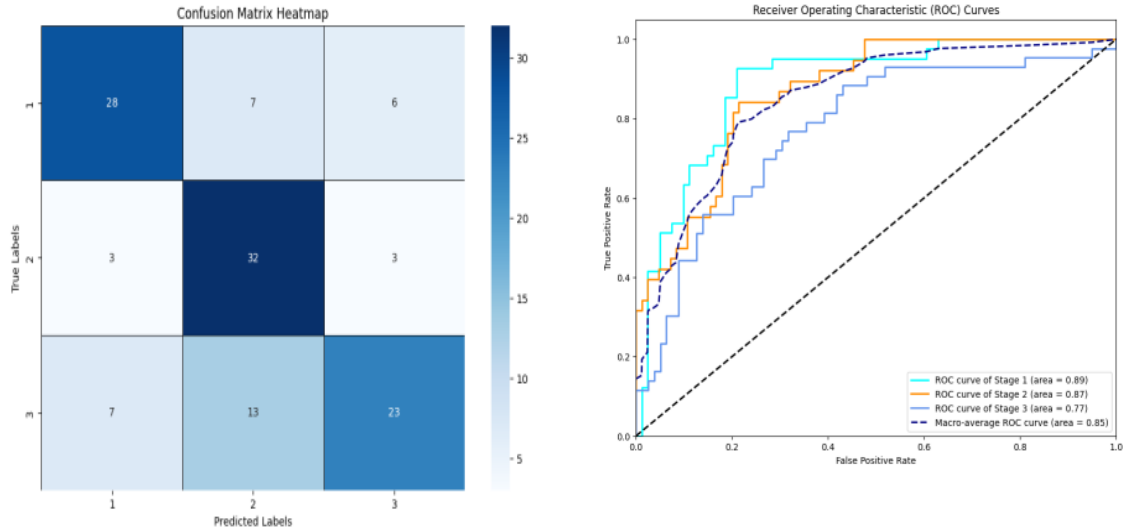 Confusion Matrix Heatmap
True Labels
1
2
3
28 7 6
3 32 3
7 13 23
1 2 3
Predicted Labels
30
25
20
15
10
5
Receiver Operating Characteristic (ROC) Curves
True Positive Rate
1.0
0.8
0.6
0.4
0.2
0.0
0.0 0.2 0.4 0.6 0.8 1.0
False Positive Rate
ROC curve of Stage 1 (area = 0.89)
ROC curve of Stage 2 (area = 0.87)
ROC curve of Stage 3 (area = 0.77)
Macro-average ROC curve (area = 0.85)